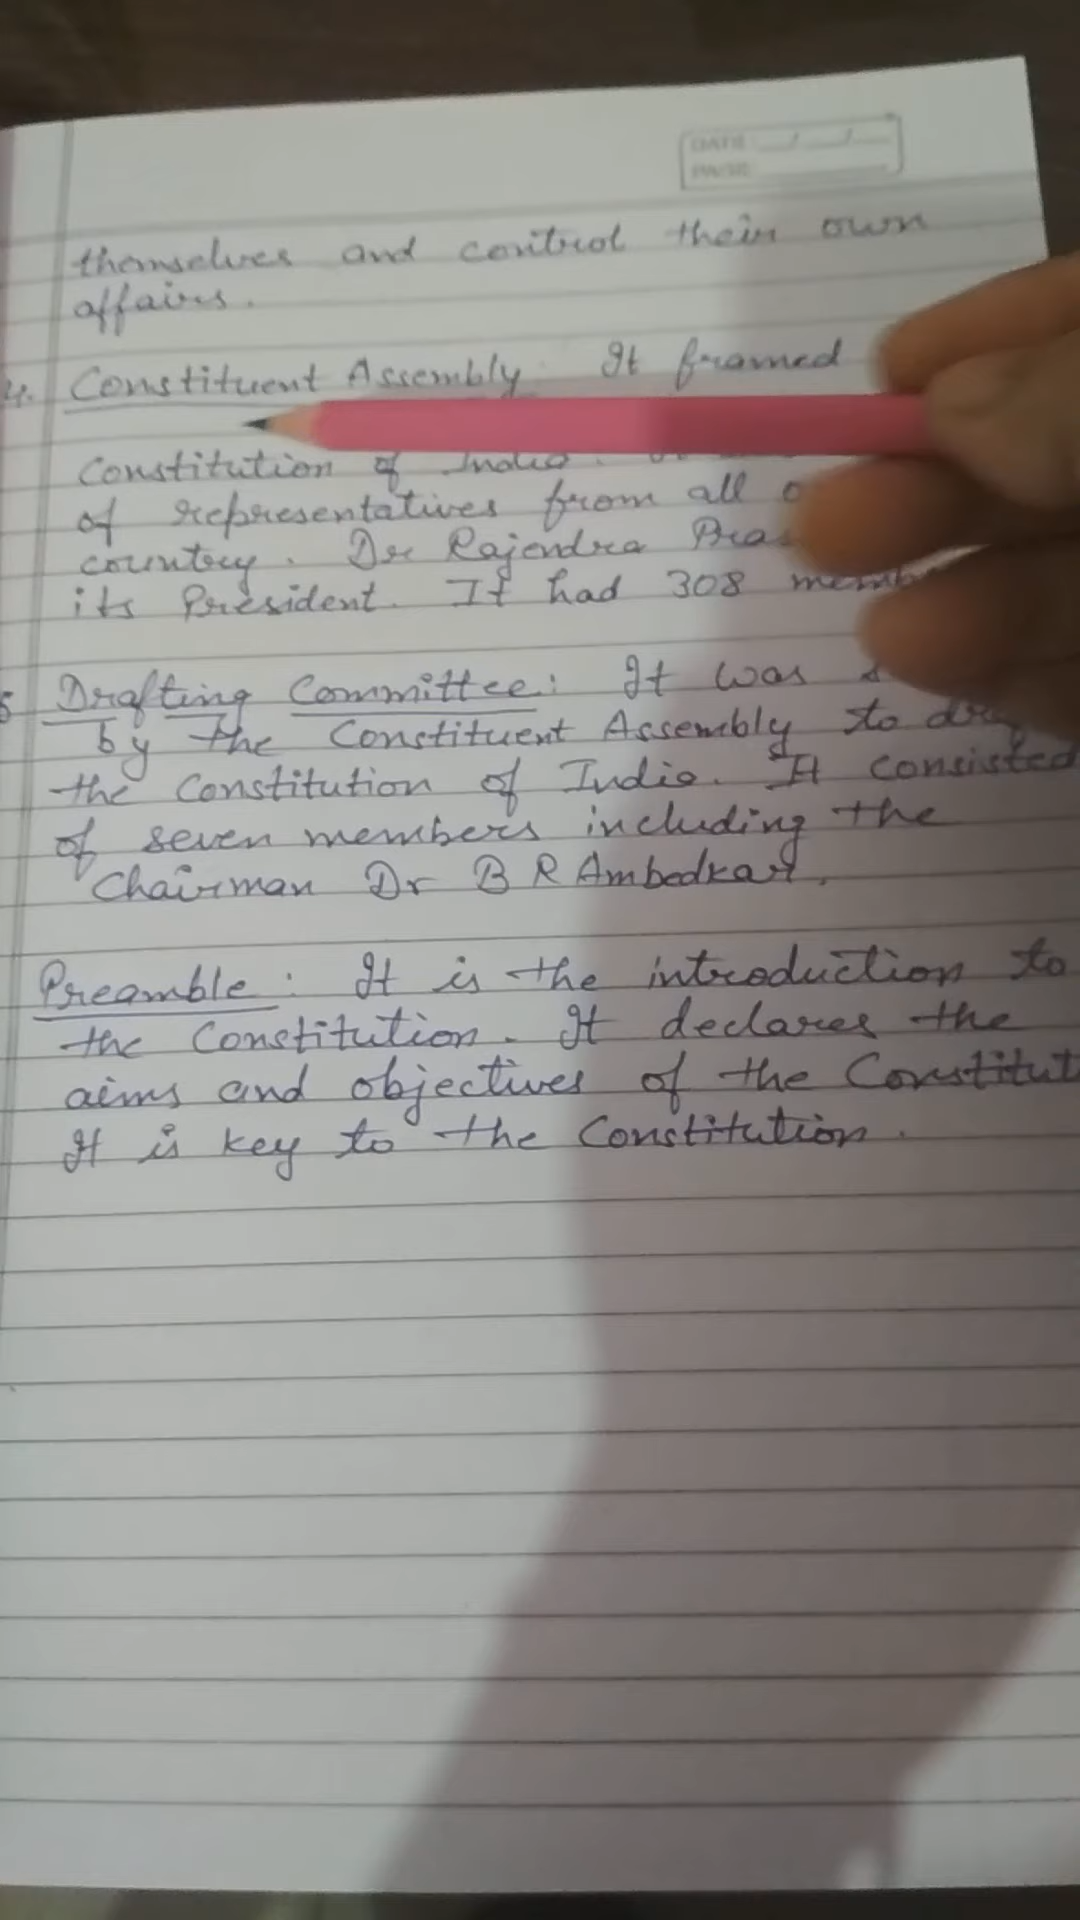 DATE
PAGE
themselves and control their own
affairs.
4. Constituent Assembly. It framed
Constitution of India.
of representatives from all
country. Dr Rajendra
its President. It had 308
5 Drafting Committee: It was
by the Constituent Assembly to
the Constitution of India. It consisted
of seven members including the
Chairman Dr B R Ambedkar.
Preamble: It is the introduction to
the Constitution. It declares the
aims and objectives of the Constitut
It is key to the Constitution.